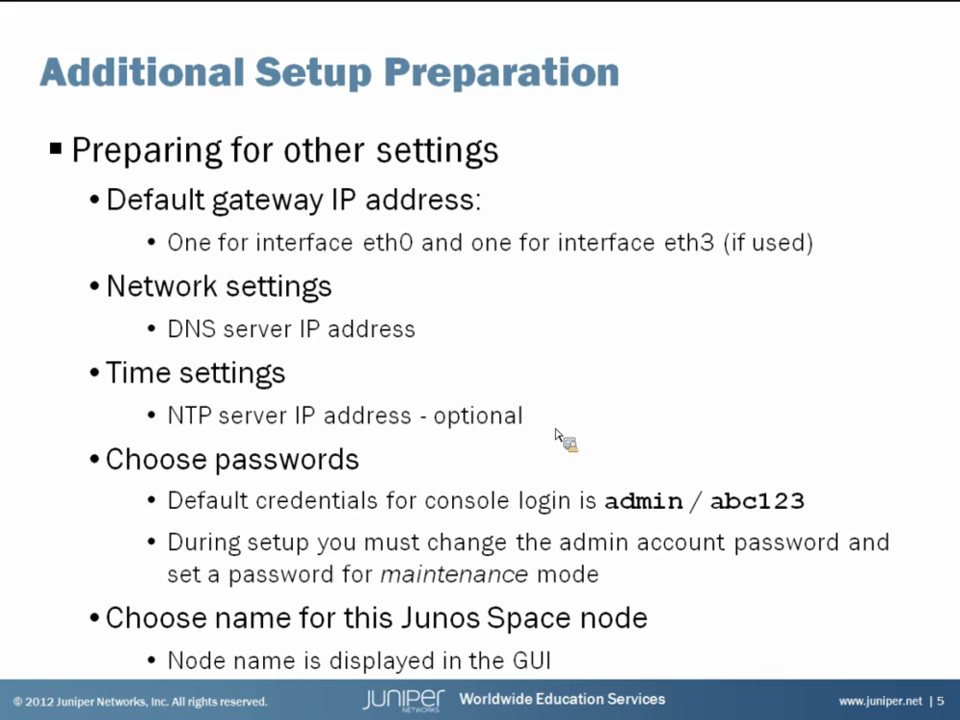 Additional Setup Preparation
▪ Preparing for other settings
• Default gateway IP address:
• One for interface eth0 and one for interface eth3 (if used)
• Network settings
• DNS server IP address
• Time settings
• NTP server IP address - optional
• Choose passwords
• Default credentials for console login is admin / abc123
• During setup you must change the admin account password and
set a password for maintenance mode
• Choose name for this Junos Space node
• Node name is displayed in the GUI
© 2012 Juniper Networks, Inc. All rights reserved. JUNIPER NETWORKS Worldwide Education Services www.juniper.net | 5